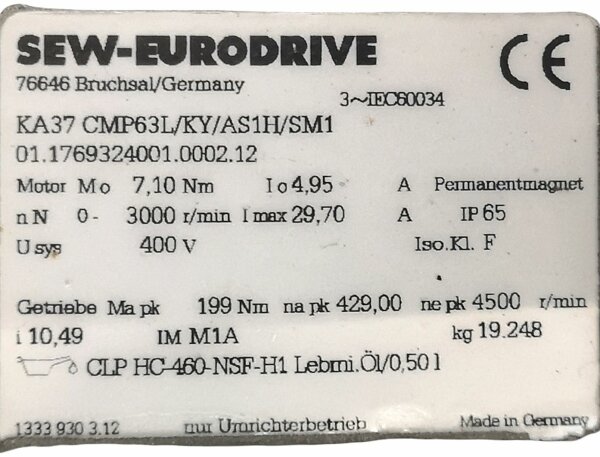 SEW-EURODRIVE CE
76646 Bruchsal/Germany
3~IEC60034
KA37 CMP63L/KY/AS1H/SM1
01.1769324001.0002.12
Motor Mo 7,10 Nm Io 4,95 A Permanentmagnet
nN 0- 3000 r/min Imax 29,70 A IP 65
Usys 400 V Iso.Kl. F
Getriebe Ma pk 199 Nm na pk 429,00 ne pk 4500 r/min
i 10,49 IM M1A kg 19.248
CLP HC-460-NSF-H1 Lebmi.Öl/0,50 l
1333 930 3.12 nur Umrichterbetrieb Made in Germany